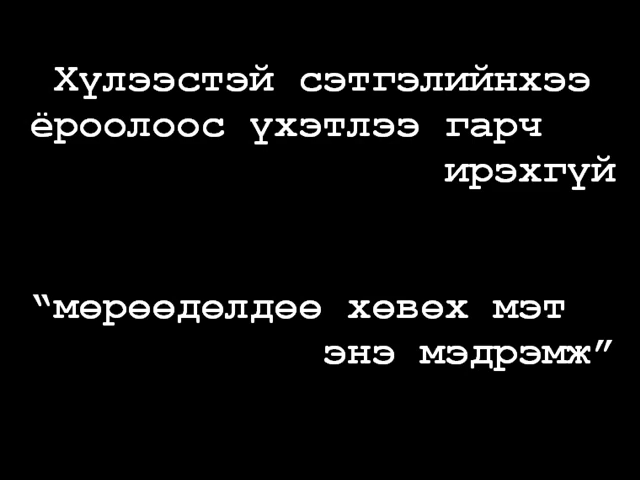 Хүлээстэй сэтгэлийнхээ
ёроолоос үхэтлээ гарч
ирэхгүй
“мөрөөдөлдөө хөвөх мэт
энэ мэдрэмж”